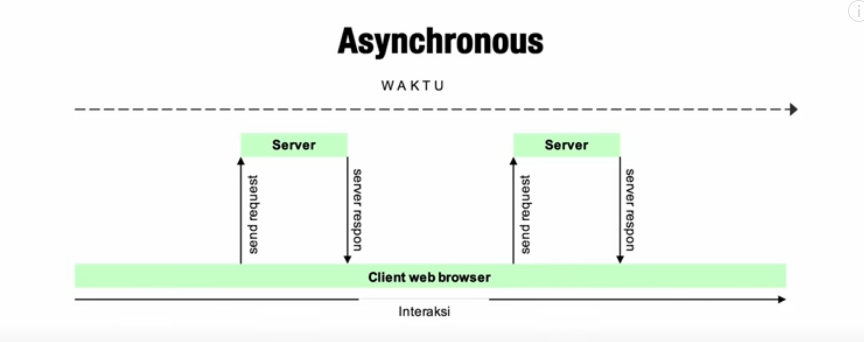 Asynchronous
WAKTU
Server
Server
send request
server respon
send request
server respon
Client web browser
Interaksi